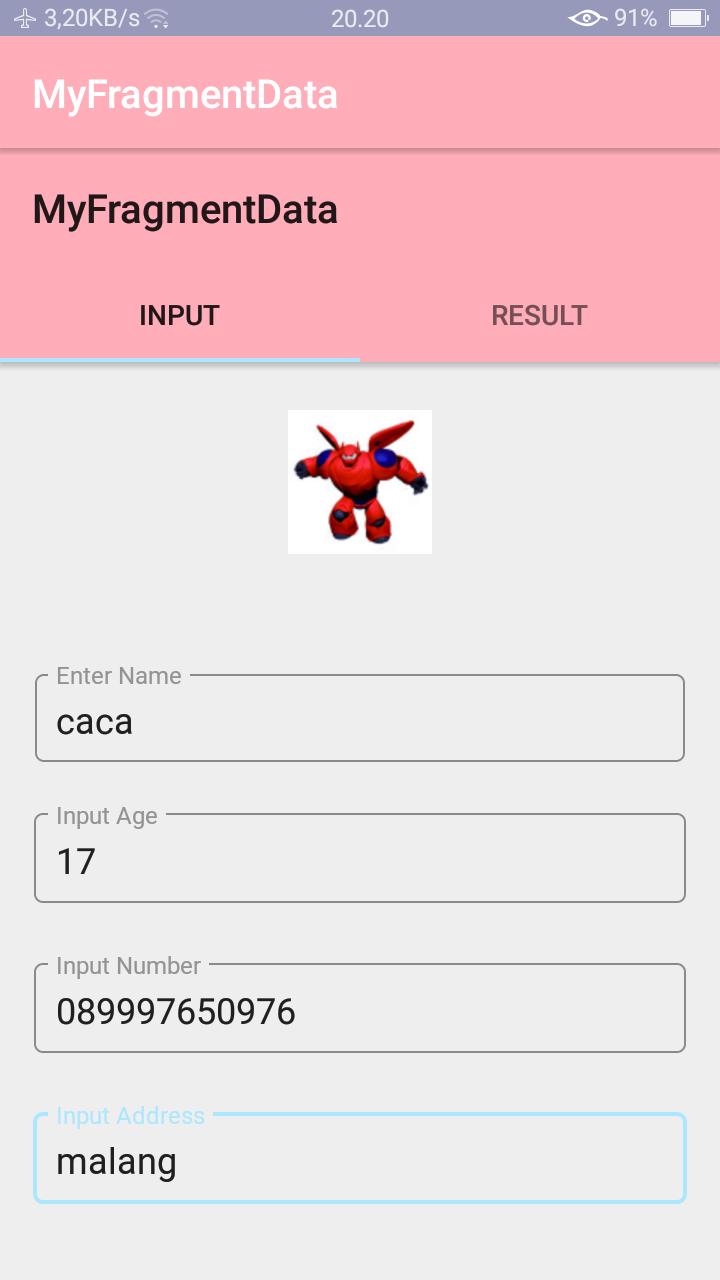 3,20KB/s 20.20 91%
MyFragmentData
MyFragmentData
INPUT RESULT
Enter Name
caca
Input Age
17
Input Number
089997650976
Input Address
malang